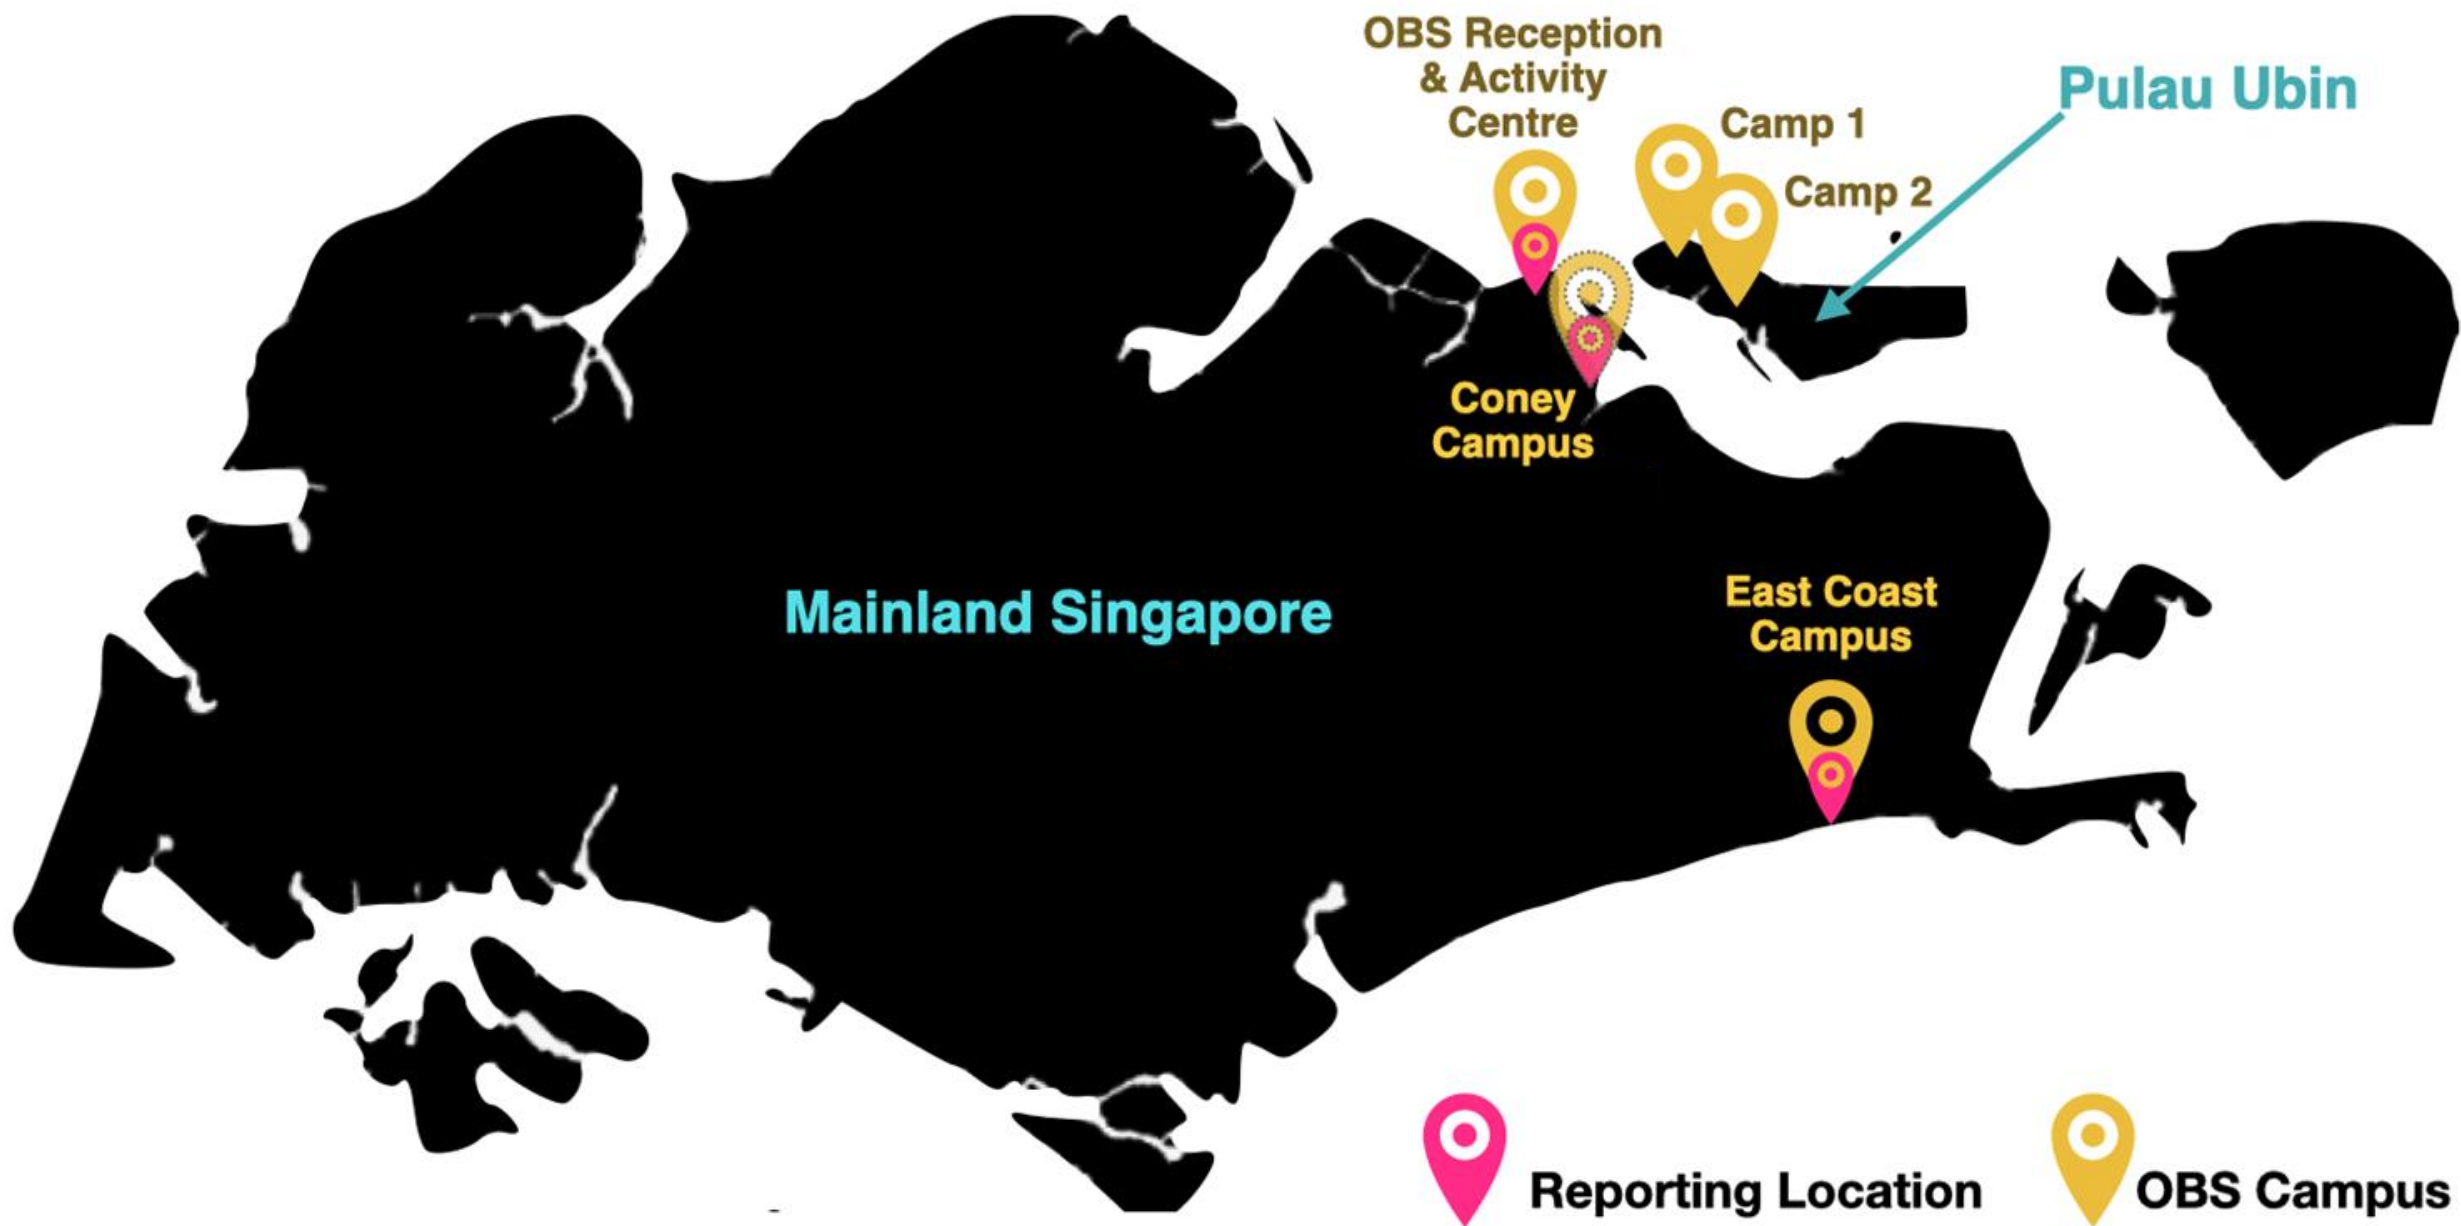 OBS Reception
& Activity
Centre
Camp 1
Camp 2
Pulau Ubin
Coney
Campus
Mainland Singapore
East Coast
Campus
Reporting Location
OBS Campus